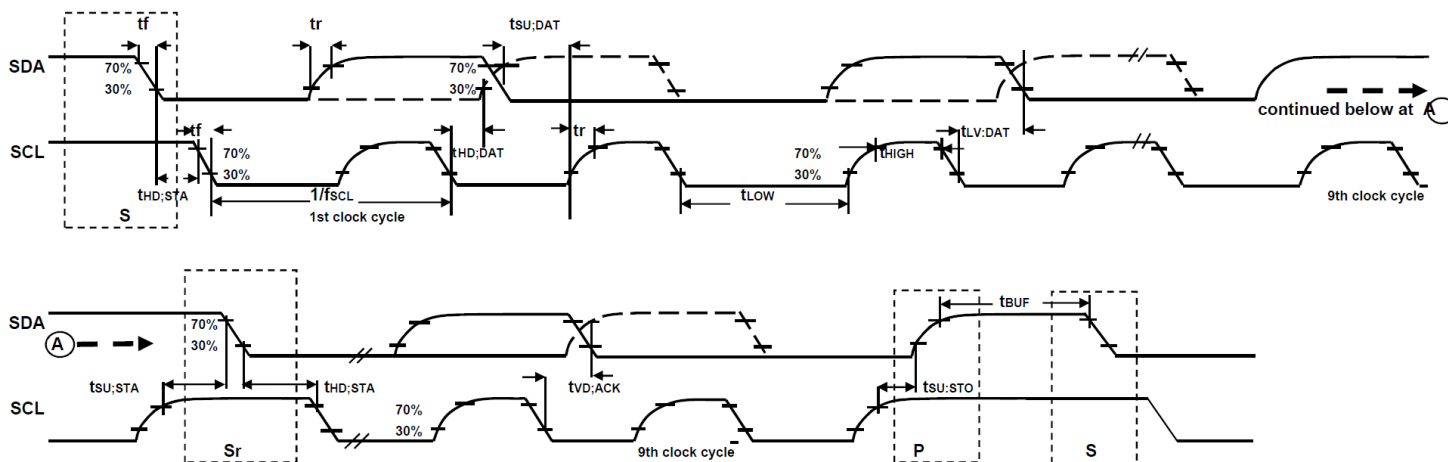 tf tr tSU;DAT
SDA 70% 70%
30% 30%
continued below at A
tf tr tLV:DAT
SCL 70% tHD;DAT 70% tHIGH
30% 30%
tHD;STA 1/fSCL tLOW
S 1st clock cycle 9th clock cycle
tBUF
SDA 70%
A 30%
tSU;STA tHD;STA tVD;ACK tSU:STO
SCL 70%
30%
Sr 9th clock cycle P S